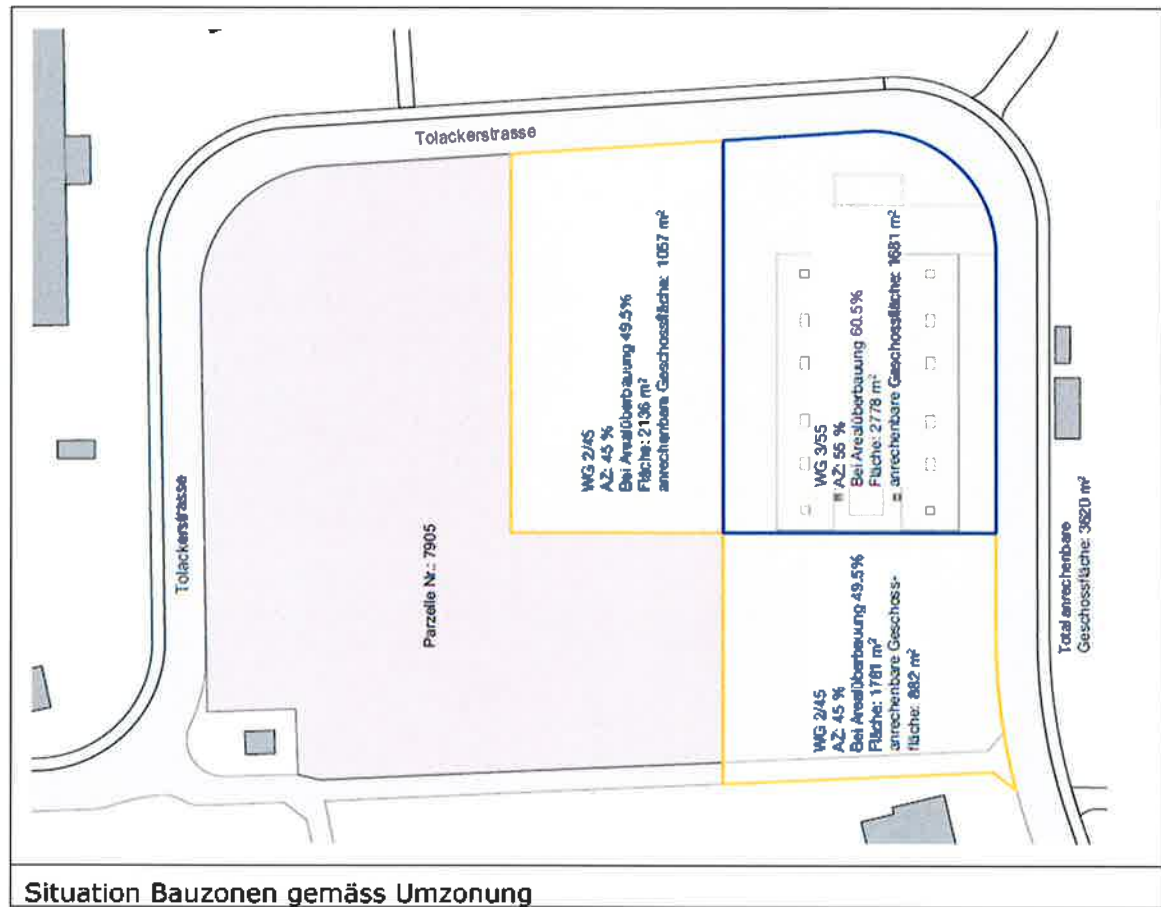 Tolackerstrasse
Tolackerstrasse
Parzelle Nr.: 7905
WG 2/45
AZ: 45 %
Bei Arealüberbauung 49.5%
Fläche: 2136 m²
anrechenbare Geschossfläche: 1057 m²
WG 3/55
AZ: 55 %
Bei Arealüberbauung 60.5%
Fläche: 2778 m²
anrechenbare Geschossfläche: 1681 m²
WG 2/45
AZ: 45 %
Bei Arealüberbauung 49.5%
Fläche: 1781 m²
anrechenbare Geschoss-
fläche: 882 m²
Total anrechenbare
Geschossfläche: 3620 m²
Situation Bauzonen gemäss Umzonung